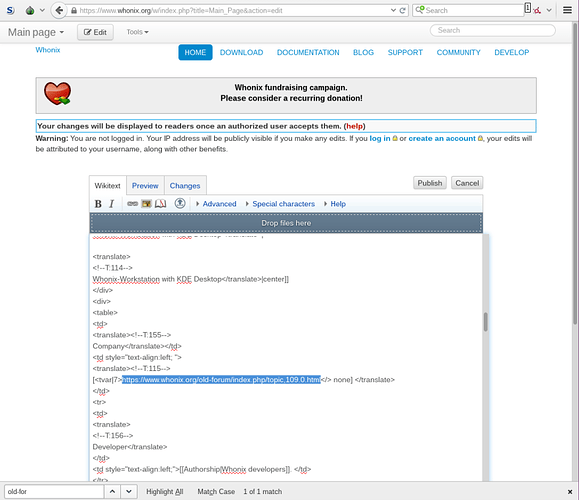 https://www.whonix.org/w/index.php?title=Main_Page&action=edit
Search
1
Main page
Edit
Tools
Search
Whonix
HOME
DOWNLOAD
DOCUMENTATION
BLOG
SUPPORT
COMMUNITY
DEVELOP
Whonix fundraising campaign.
Please consider a recurring donation!
Your changes will be displayed to readers once an authorized user accepts them. (help)
Warning: You are not logged in. Your IP address will be publicly visible if you make any edits. If you log in or create an account, your edits will
be attributed to your username, along with other benefits.
Wikitext
Preview
Changes
Publish
Cancel
B I
Advanced
Special characters
Help
Drop files here
<translate>
<!--T:114-->
Whonix-Workstation with KDE Desktop</translate>|center]]
</div>
<div>
<table>
<td>
<translate><!--T:155-->
Company</translate></td>
<td style="text-align:left; ">
<translate><!--T:115-->
[<tvar|7>https://www.whonix.org/old-forum/index.php/topic,109.0.html</> none] </translate>
</td>
<tr>
<td>
<translate>
<!--T:156-->
Developer</translate>
</td>
<td style="text-align:left;">[[Authorship|Whonix developers]]. </td>
</tr>
old-for
Highlight All
Match Case
1 of 1 match